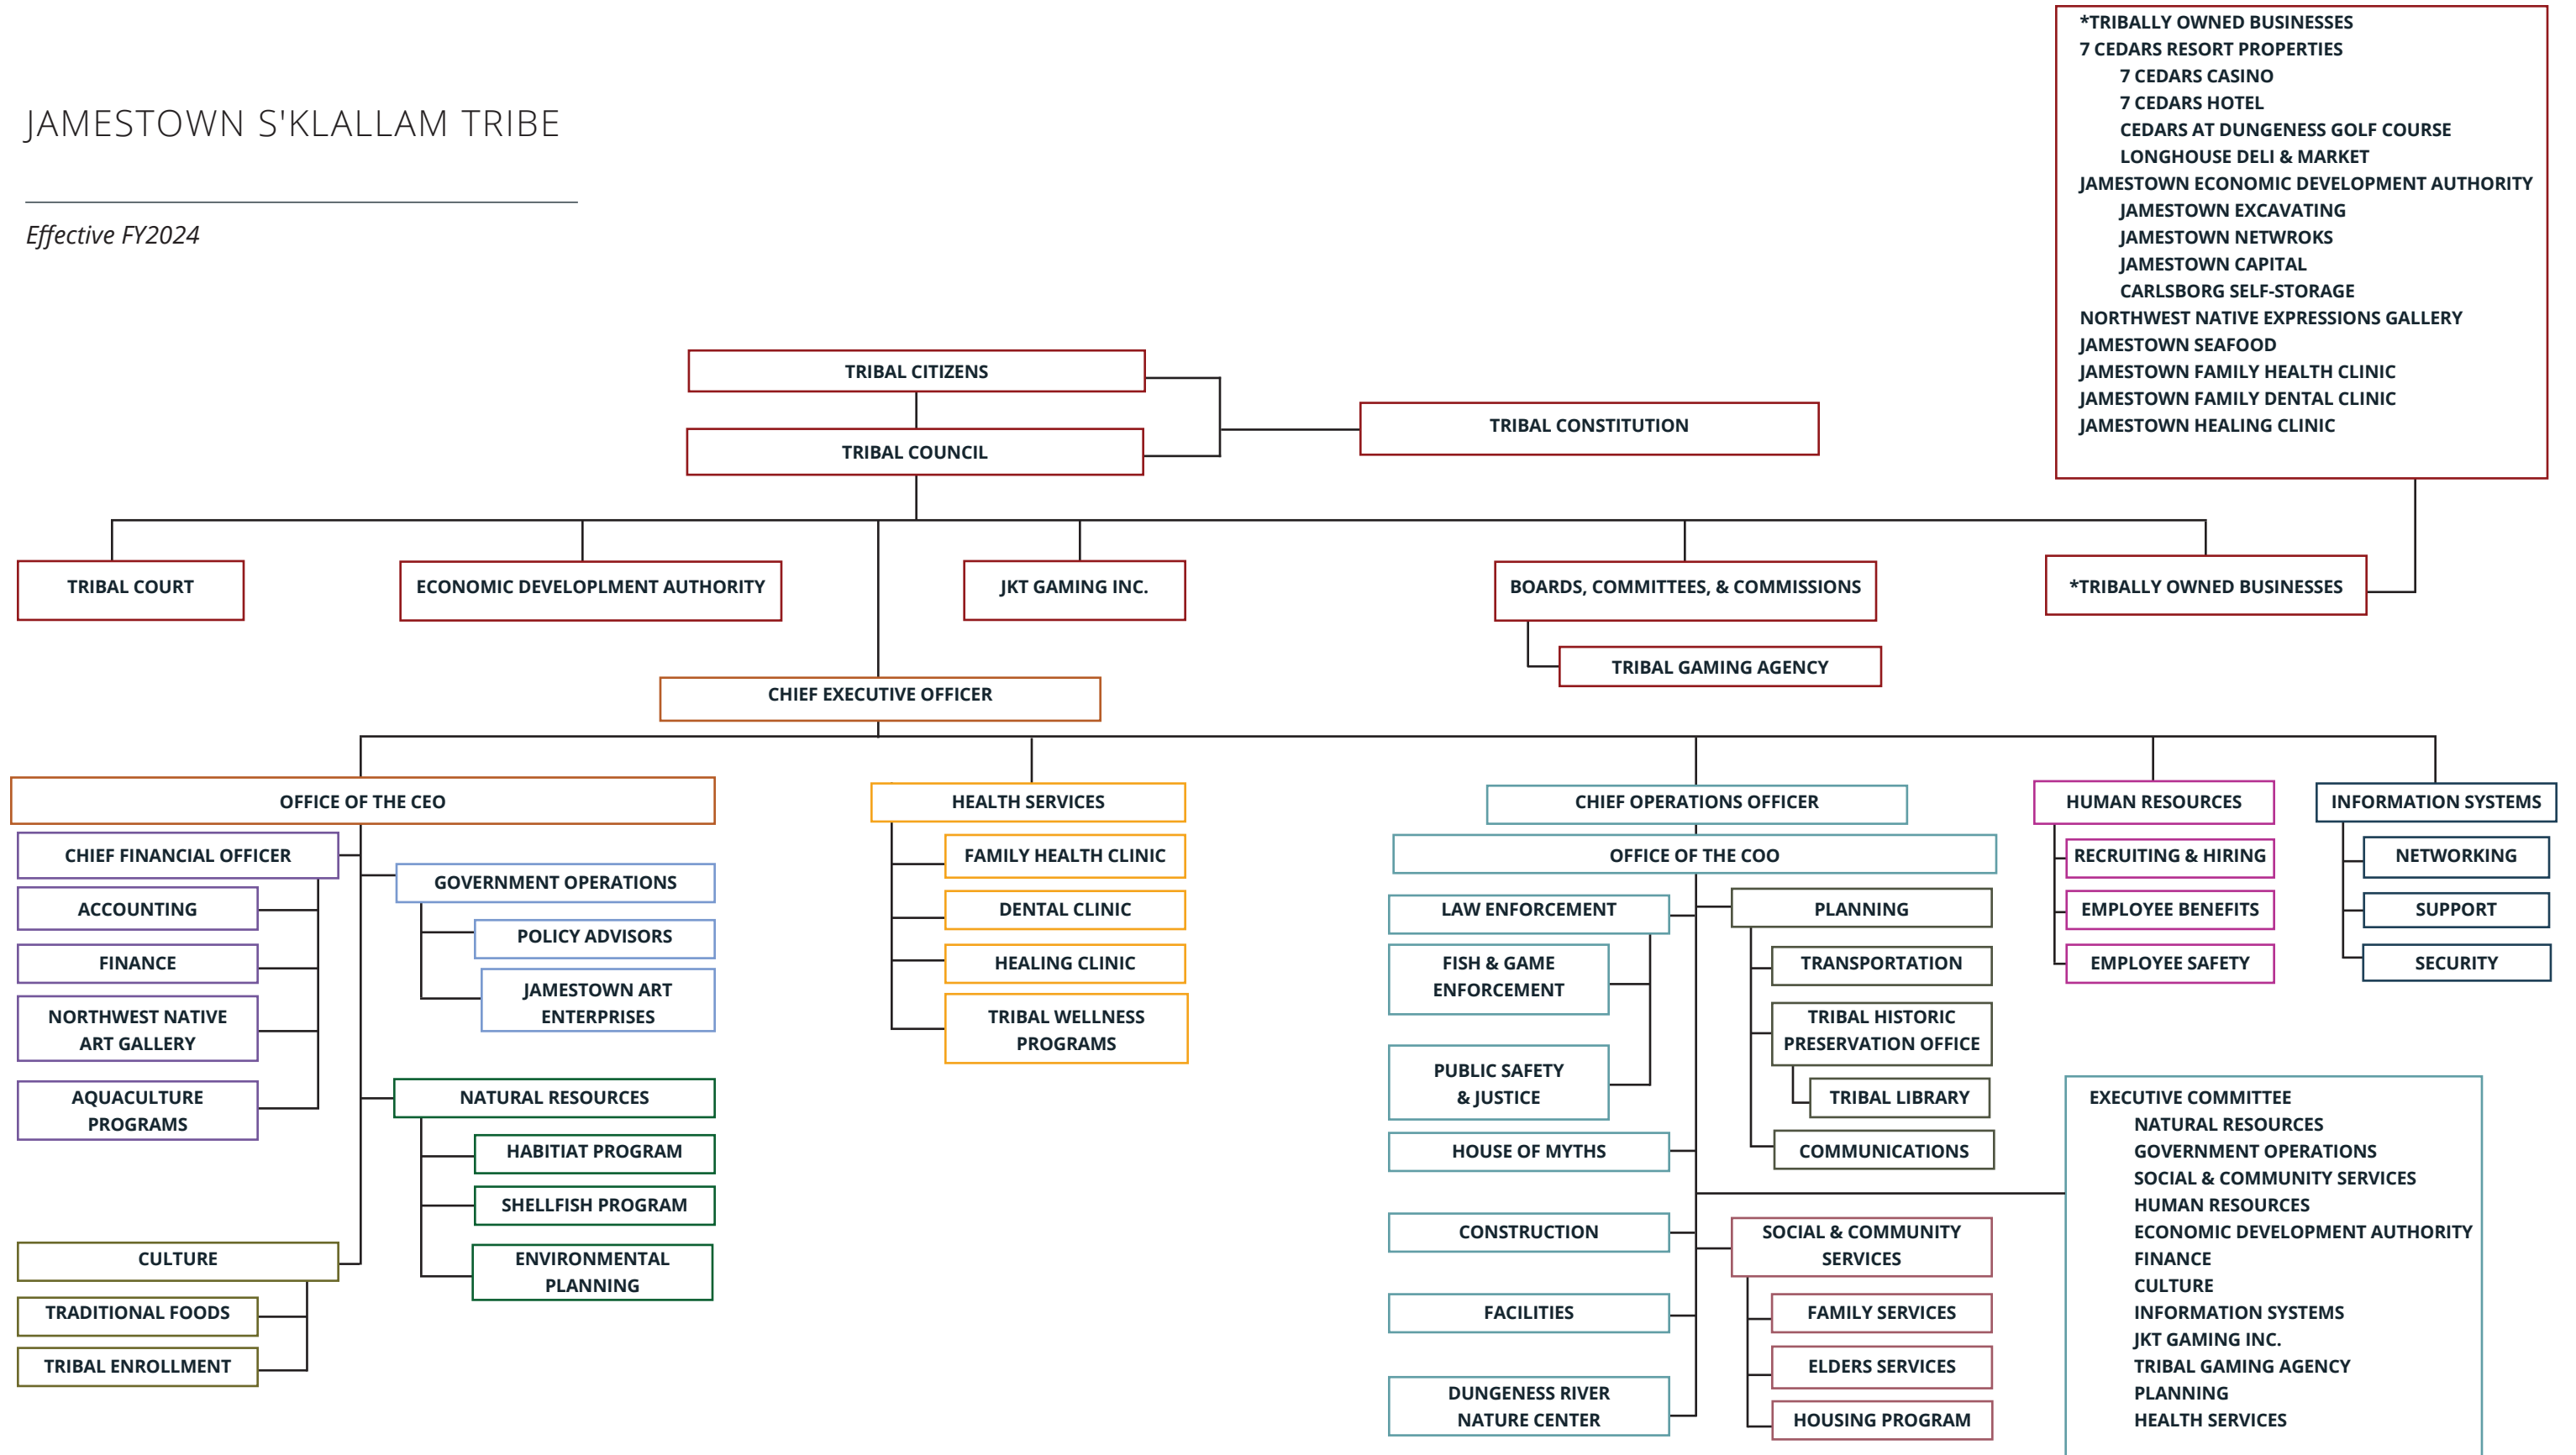 JAMESTOWN S'KLALLAM TRIBE
Effective FY2024
*TRIBALLY OWNED BUSINESSES
7 CEDARS RESORT PROPERTIES
7 CEDARS CASINO
7 CEDARS HOTEL
CEDARS AT DUNGENESS GOLF COURSE
LONGHOUSE DELI & MARKET
JAMESTOWN ECONOMIC DEVELOPMENT AUTHORITY
JAMESTOWN EXCAVATING
JAMESTOWN NETWROKS
JAMESTOWN CAPITAL
CARLSBORG SELF-STORAGE
NORTHWEST NATIVE EXPRESSIONS GALLERY
JAMESTOWN SEAFOOD
JAMESTOWN FAMILY HEALTH CLINIC
JAMESTOWN FAMILY DENTAL CLINIC
JAMESTOWN HEALING CLINIC
TRIBAL CITIZENS
TRIBAL COUNCIL
TRIBAL CONSTITUTION
TRIBAL COURT
ECONOMIC DEVELOPLMENT AUTHORITY
JKT GAMING INC.
BOARDS, COMMITTEES, & COMMISSIONS
*TRIBALLY OWNED BUSINESSES
TRIBAL GAMING AGENCY
CHIEF EXECUTIVE OFFICER
OFFICE OF THE CEO
CHIEF FINANCIAL OFFICER
ACCOUNTING
FINANCE
NORTHWEST NATIVE
ART GALLERY
AQUACULTURE
PROGRAMS
GOVERNMENT OPERATIONS
POLICY ADVISORS
JAMESTOWN ART
ENTERPRISES
NATURAL RESOURCES
HABITIAT PROGRAM
SHELLFISH PROGRAM
ENVIRONMENTAL
PLANNING
CULTURE
TRADITIONAL FOODS
TRIBAL ENROLLMENT
HEALTH SERVICES
FAMILY HEALTH CLINIC
DENTAL CLINIC
HEALING CLINIC
TRIBAL WELLNESS
PROGRAMS
CHIEF OPERATIONS OFFICER
OFFICE OF THE COO
LAW ENFORCEMENT
FISH & GAME
ENFORCEMENT
PUBLIC SAFETY
& JUSTICE
HOUSE OF MYTHS
CONSTRUCTION
FACILITIES
DUNGENESS RIVER
NATURE CENTER
PLANNING
TRANSPORTATION
TRIBAL HISTORIC
PRESERVATION OFFICE
TRIBAL LIBRARY
COMMUNICATIONS
SOCIAL & COMMUNITY
SERVICES
FAMILY SERVICES
ELDERS SERVICES
HOUSING PROGRAM
HUMAN RESOURCES
RECRUITING & HIRING
EMPLOYEE BENEFITS
EMPLOYEE SAFETY
INFORMATION SYSTEMS
NETWORKING
SUPPORT
SECURITY
EXECUTIVE COMMITTEE
NATURAL RESOURCES
GOVERNMENT OPERATIONS
SOCIAL & COMMUNITY SERVICES
HUMAN RESOURCES
ECONOMIC DEVELOPMENT AUTHORITY
FINANCE
CULTURE
INFORMATION SYSTEMS
JKT GAMING INC.
TRIBAL GAMING AGENCY
PLANNING
HEALTH SERVICES